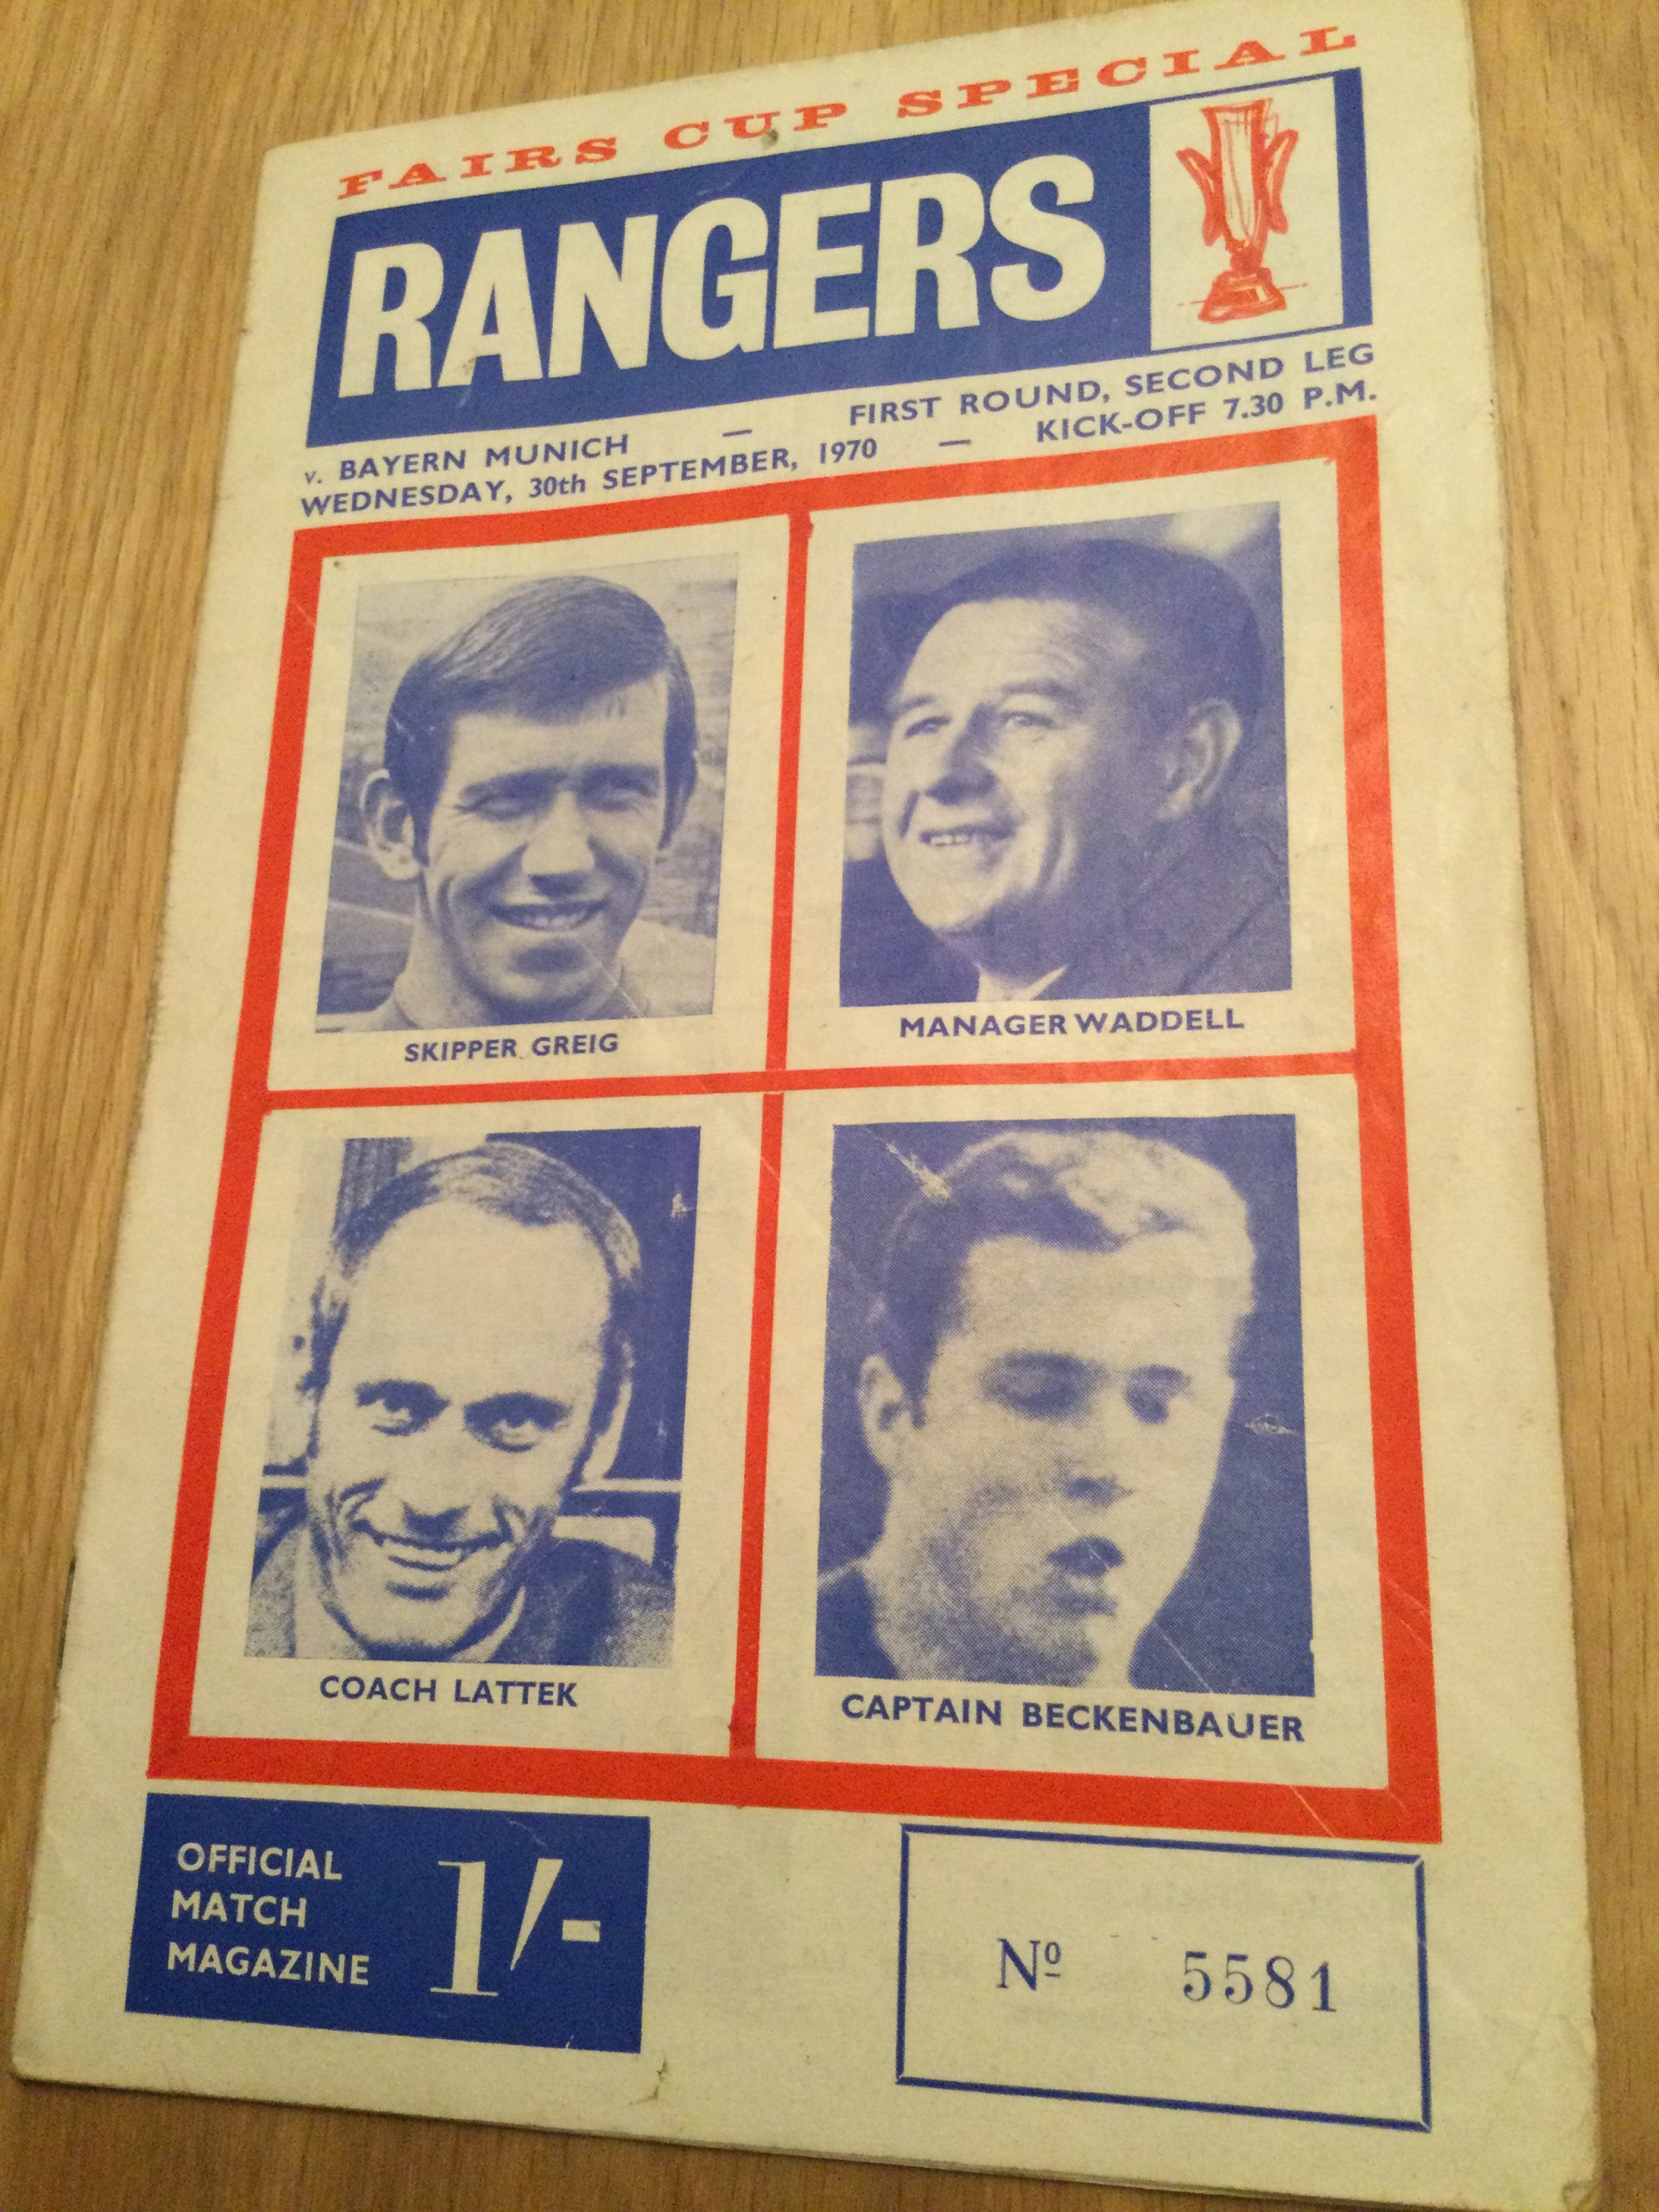 FAIRS CUP SPECIAL
RANGERS
v. BAYERN MUNICH — FIRST ROUND, SECOND LEG
WEDNESDAY, 30th SEPTEMBER, 1970 — KICK-OFF 7.30 P.M.
SKIPPER GREIG
MANAGER WADDELL
COACH LATTEK
CAPTAIN BECKENBAUER
OFFICIAL
MATCH
MAGAZINE
1/-
Nº 5581